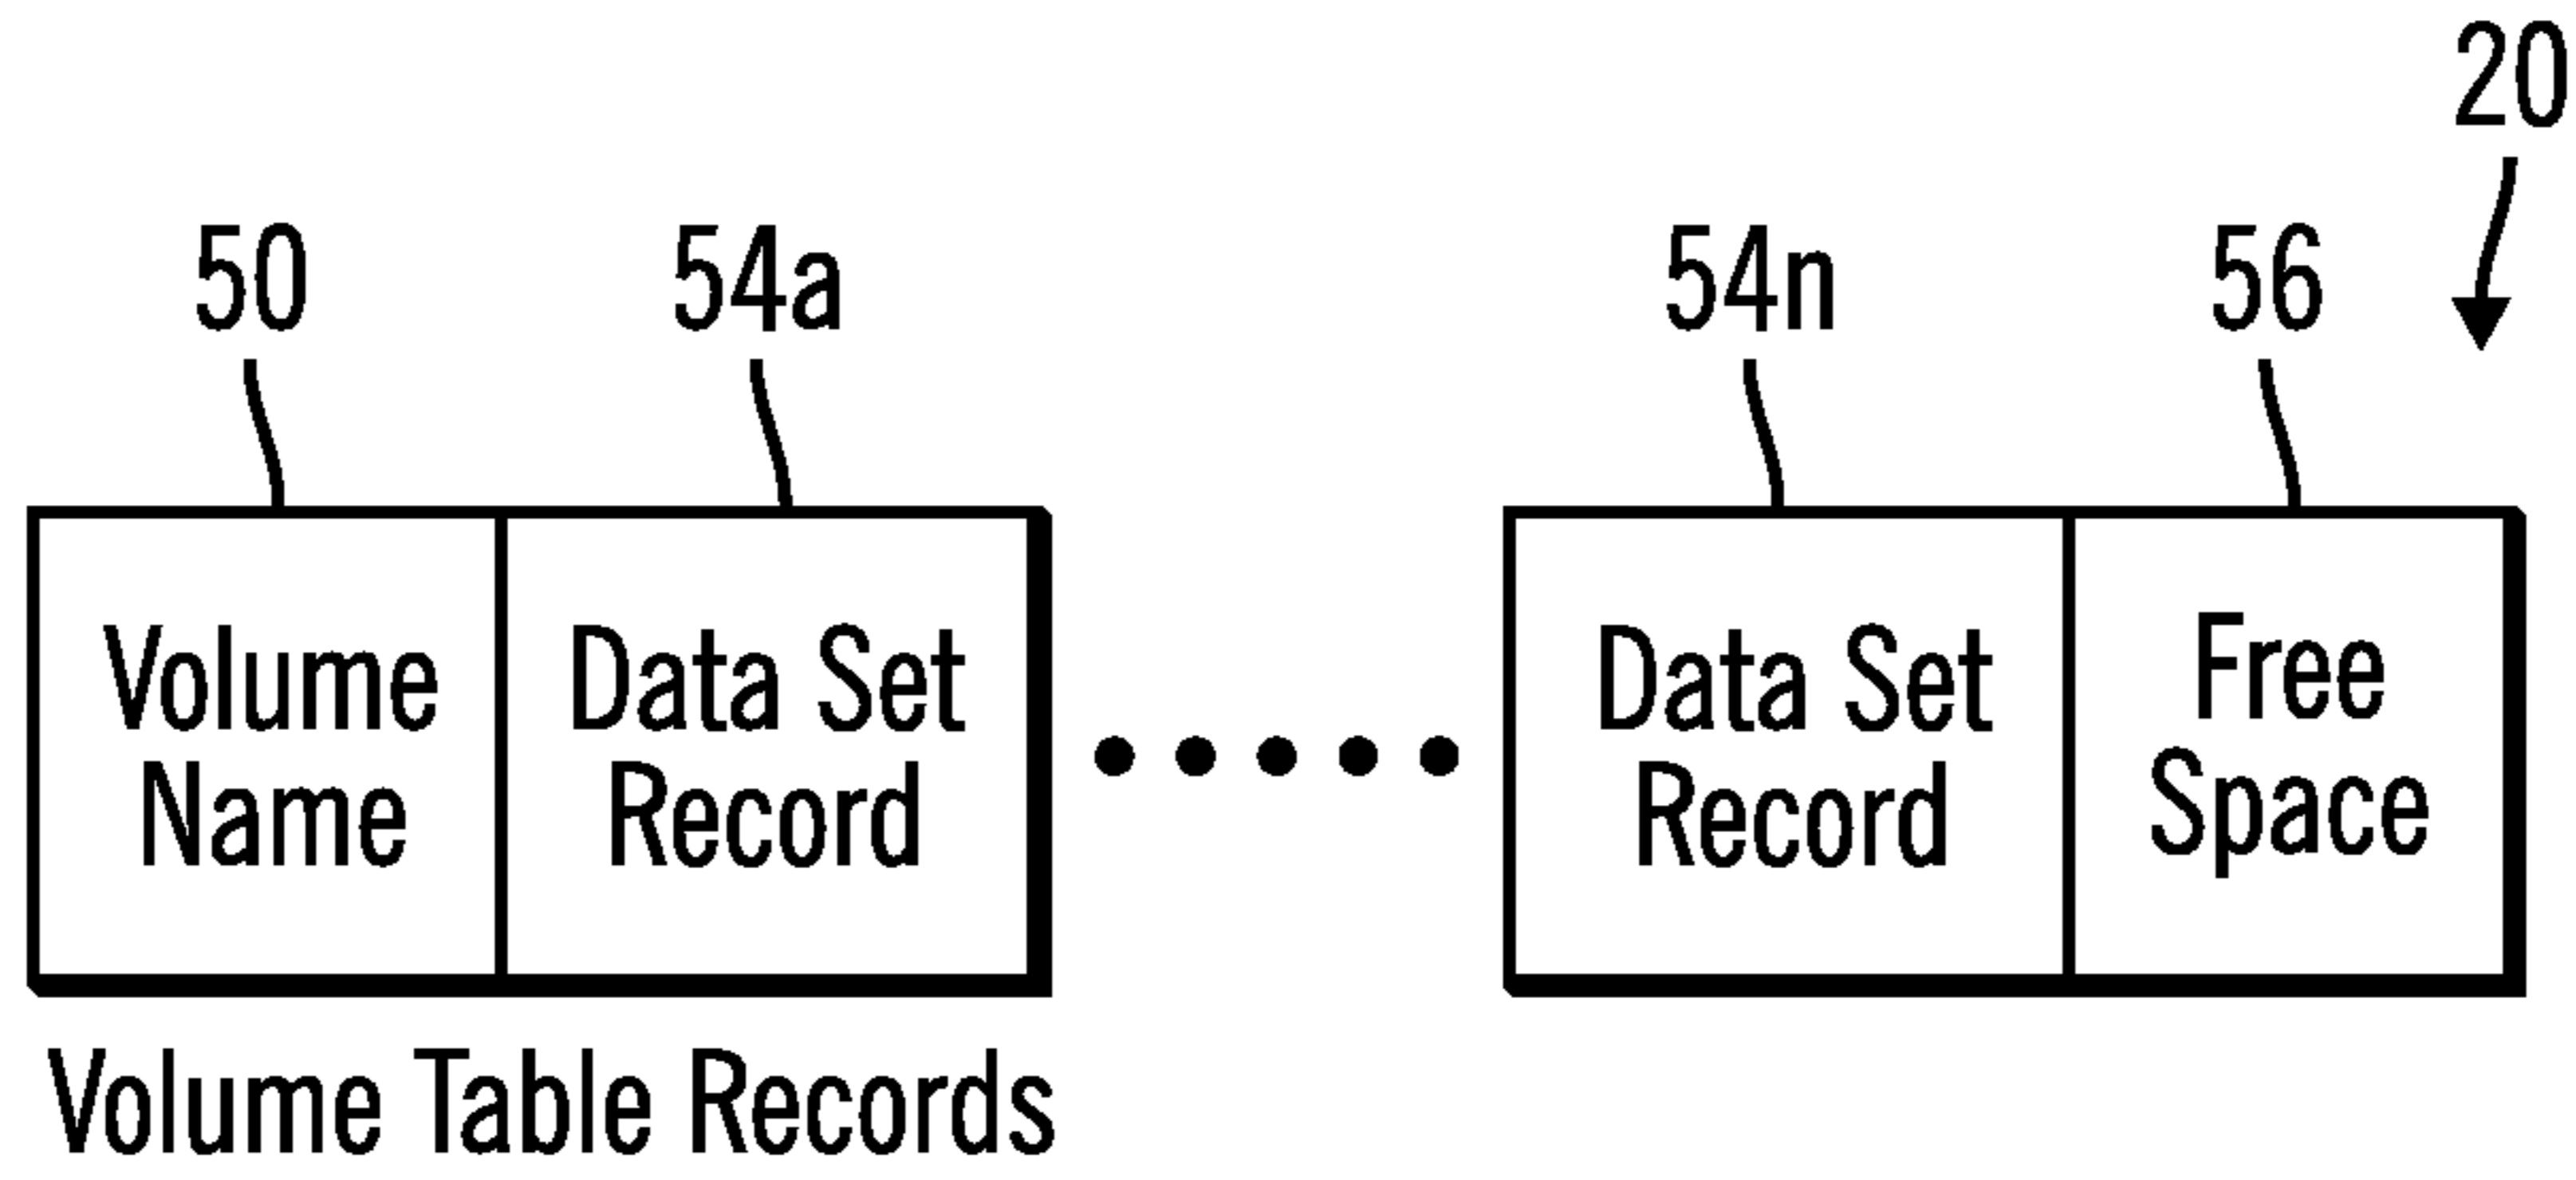 20
50 54a 54n 56
Volume Name
Data Set Record
Data Set Record
Free Space
Volume Table Records